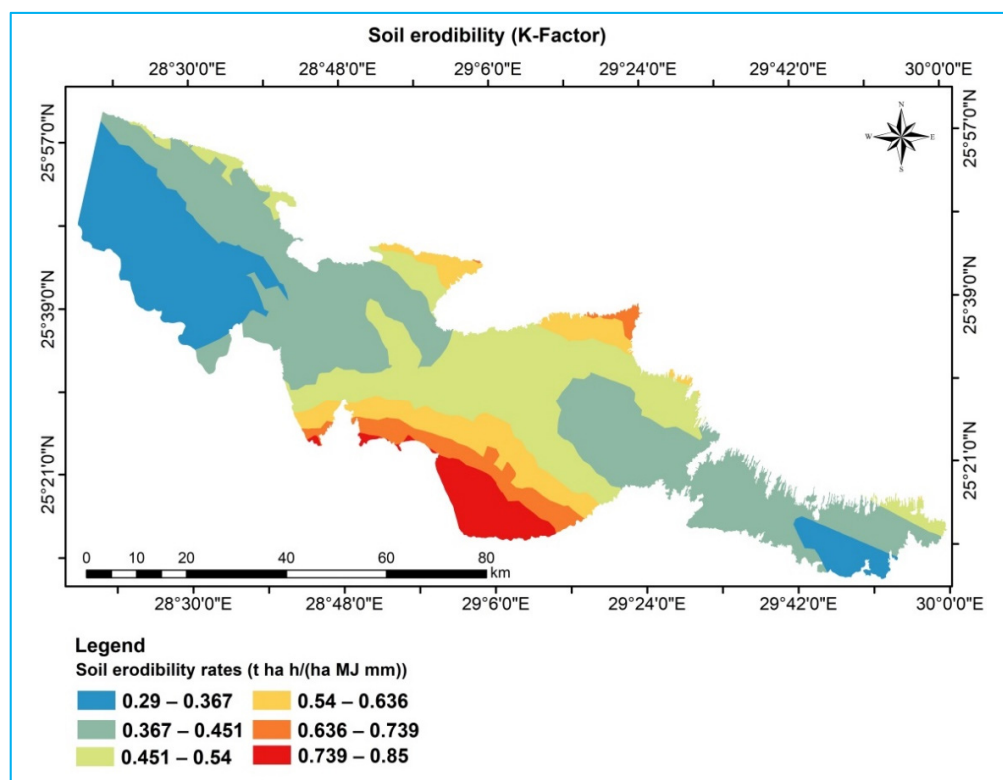 Soil erodibility (K-Factor)
28°30'0"E 28°48'0"E 29°6'0"E 29°24'0"E 29°42'0"E 30°0'0"E
25°57'0"N 25°57'0"N
N
W E
S
25°39'0"N 25°39'0"N
25°21'0"N 25°21'0"N
0 10 20 40 60 80
km
28°30'0"E 28°48'0"E 29°6'0"E 29°24'0"E 29°42'0"E 30°0'0"E
Legend
Soil erodibility rates (t ha h/(ha MJ mm))
0.29 – 0.367 0.54 – 0.636
0.367 – 0.451 0.636 – 0.739
0.451 – 0.54 0.739 – 0.85